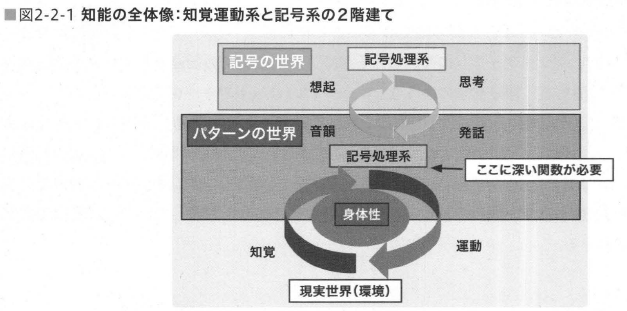 ■図2-2-1 知能の全体像：知覚運動系と記号系の2階建て
記号の世界
記号処理系
想起
思考
パターンの世界
音韻
発話
記号処理系
ここに深い関数が必要
身体性
知覚
運動
現実世界（環境）